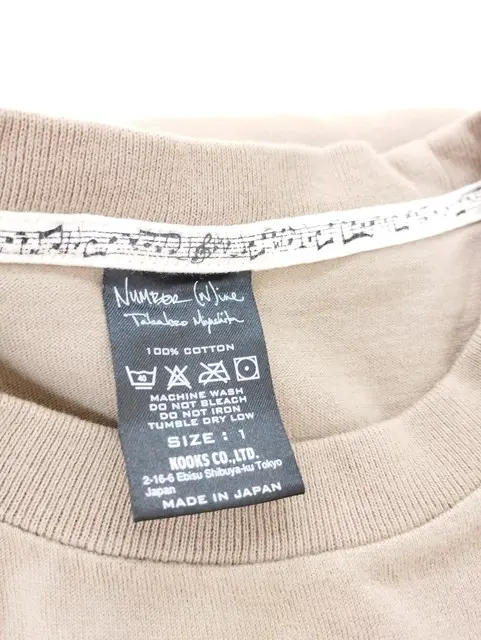 NUMBER (N)ine
Takahiro Miyashita
100% COTTON
40
MACHINE WASH
DO NOT BLEACH
DO NOT IRON
TUMBLE DRY LOW
SIZE : 1
KOOKS CO.,LTD.
2-16-6 Ebisu Shibuya-ku Tokyo
Japan
MADE IN JAPAN